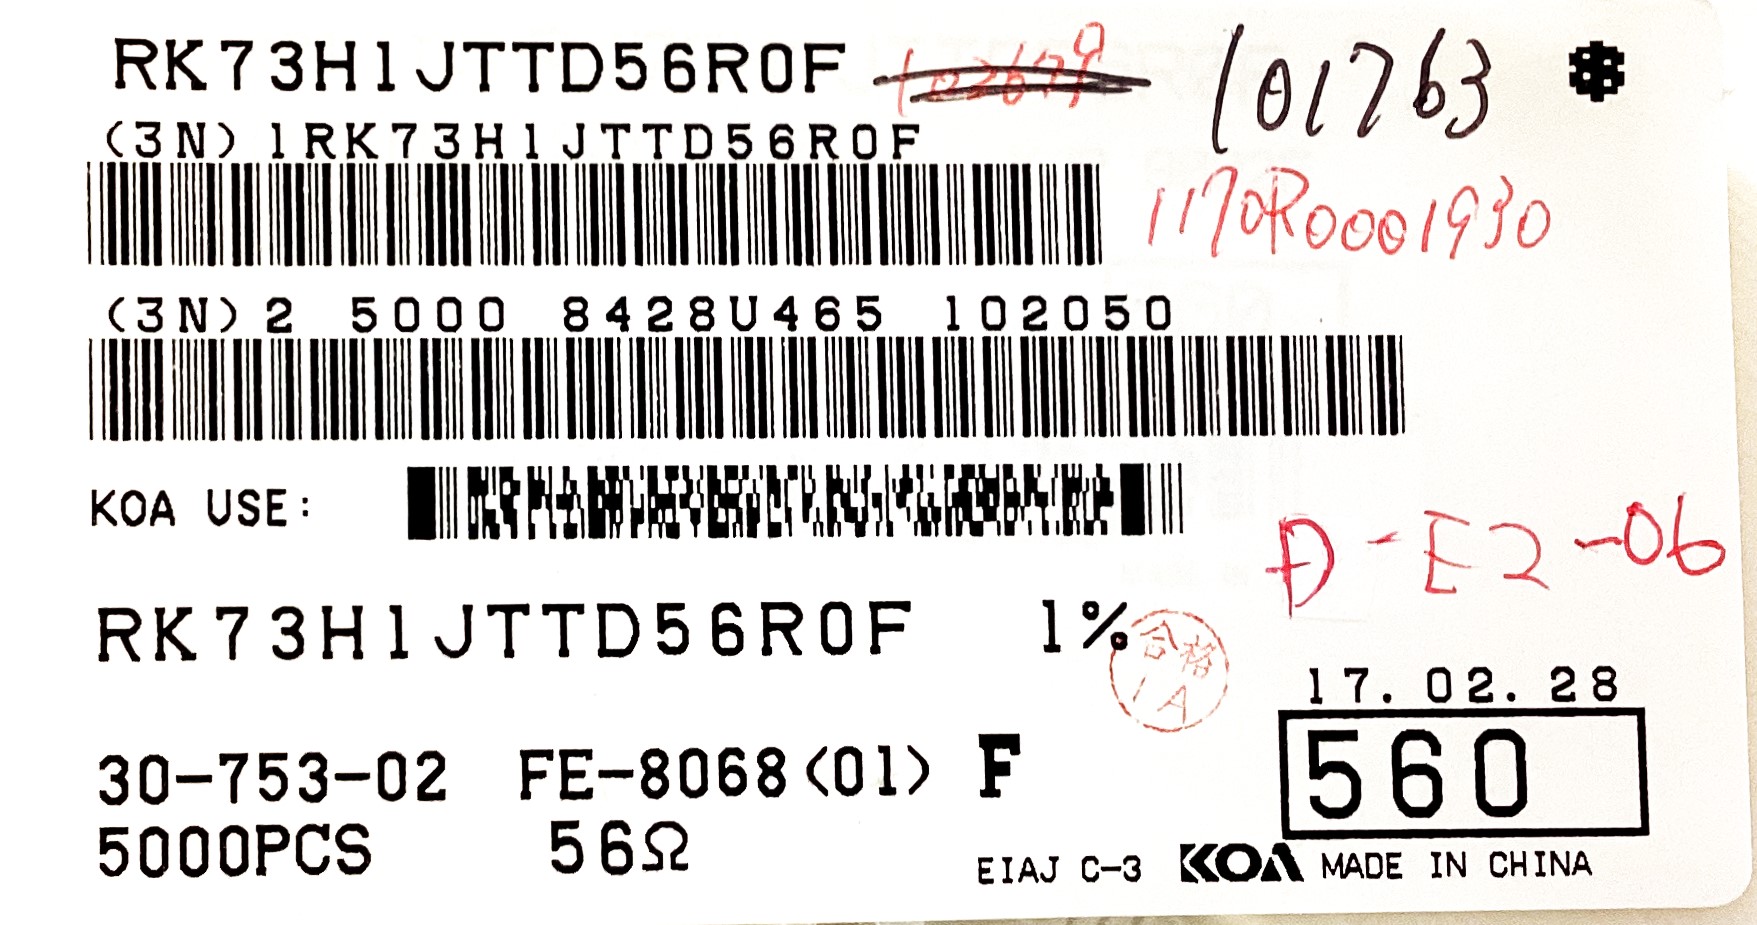 RK73H1JTTD56R0F 101763
(3N)1RK73H1JTTD56R0F
1170R0001930
(3N)2 5000 8428U465 102050
KOA USE:
D-E2-06
RK73H1JTTD56R0F 1%
合格
1A
17.02.28
30-753-02 FE-8068(01) F
560
5000PCS 56Ω
EIAJ C-3 KOA MADE IN CHINA